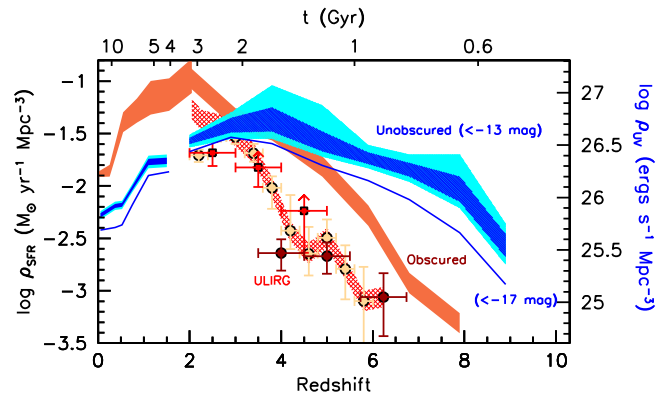 t (Gyr)
10 5 4 3 2 1 0.6
log ρSFR (M⊙ yr⁻¹ Mpc⁻³)
-1
-1.5
-2
-2.5
-3
-3.5
27
26.5
26
25.5
25
log ρUV (ergs s⁻¹ Mpc⁻³)
Unobscured (<-13 mag)
Obscured
ULIRG
(<-17 mag)
0 2 4 6 8 10
Redshift